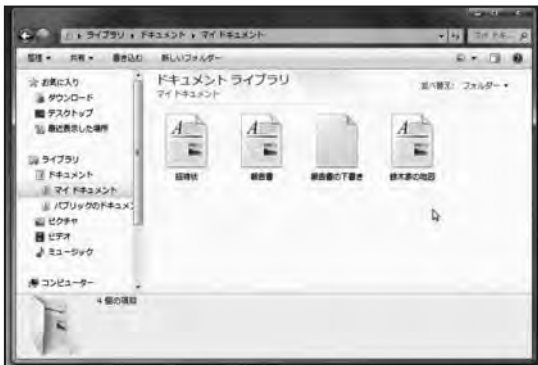 ライブラリ ▸ ドキュメント ▸ マイ ドキュメント
整理 ▼ 共有 ▼ 書き込む 新しいフォルダー
お気に入り
ダウンロード
デスクトップ
最近表示した場所
ライブラリ
ドキュメント
マイ ドキュメント
パブリックのドキュメ
ピクチャ
ビデオ
ミュージック
コンピューター
ドキュメント ライブラリ
マイ ドキュメント
並べ替え: フォルダー ▼
招待状
報告書
報告書の下書き
鈴木家の地図
4 個の項目